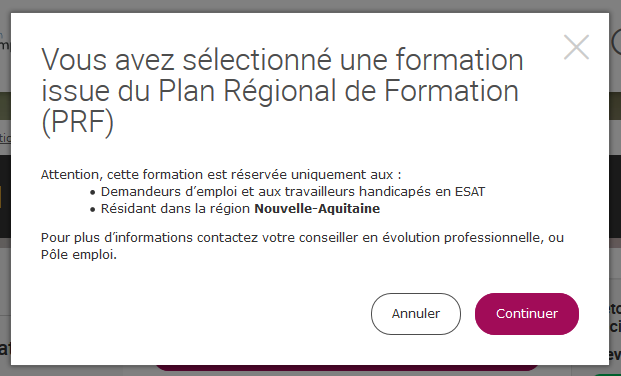 Vous avez sélectionné une formation
issue du Plan Régional de Formation
(PRF)
Attention, cette formation est réservée uniquement aux :
• Demandeurs d'emploi et aux travailleurs handicapés en ESAT
• Résidant dans la région Nouvelle-Aquitaine
Pour plus d'informations contactez votre conseiller en évolution professionnelle, ou
Pôle emploi.
Annuler
Continuer